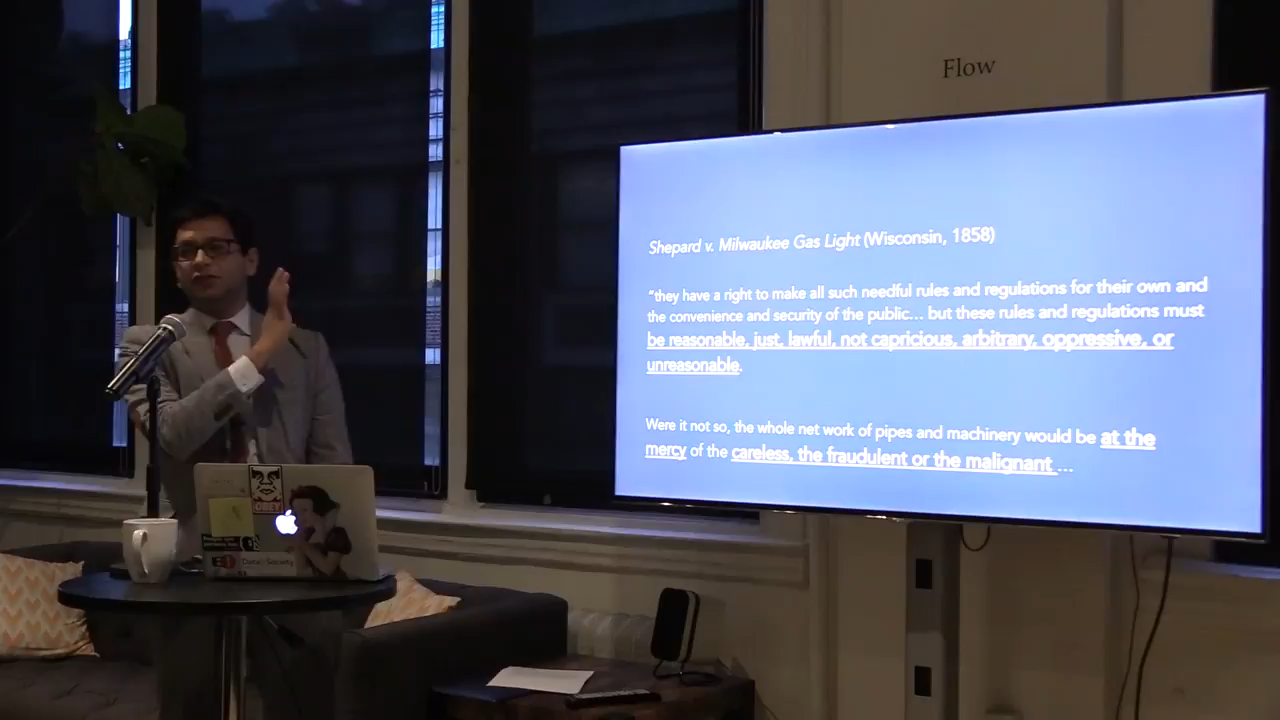 Flow
Shepard v. Milwaukee Gas Light (Wisconsin, 1858)
“they have a right to make all such needful rules and regulations for their own and
the convenience and security of the public... but these rules and regulations must
be reasonable, just, lawful, not capricious, arbitrary, oppressive, or
unreasonable.
Were it not so, the whole net work of pipes and machinery would be at the
mercy of the careless, the fraudulent or the malignant ...
OBEY
Data & Society